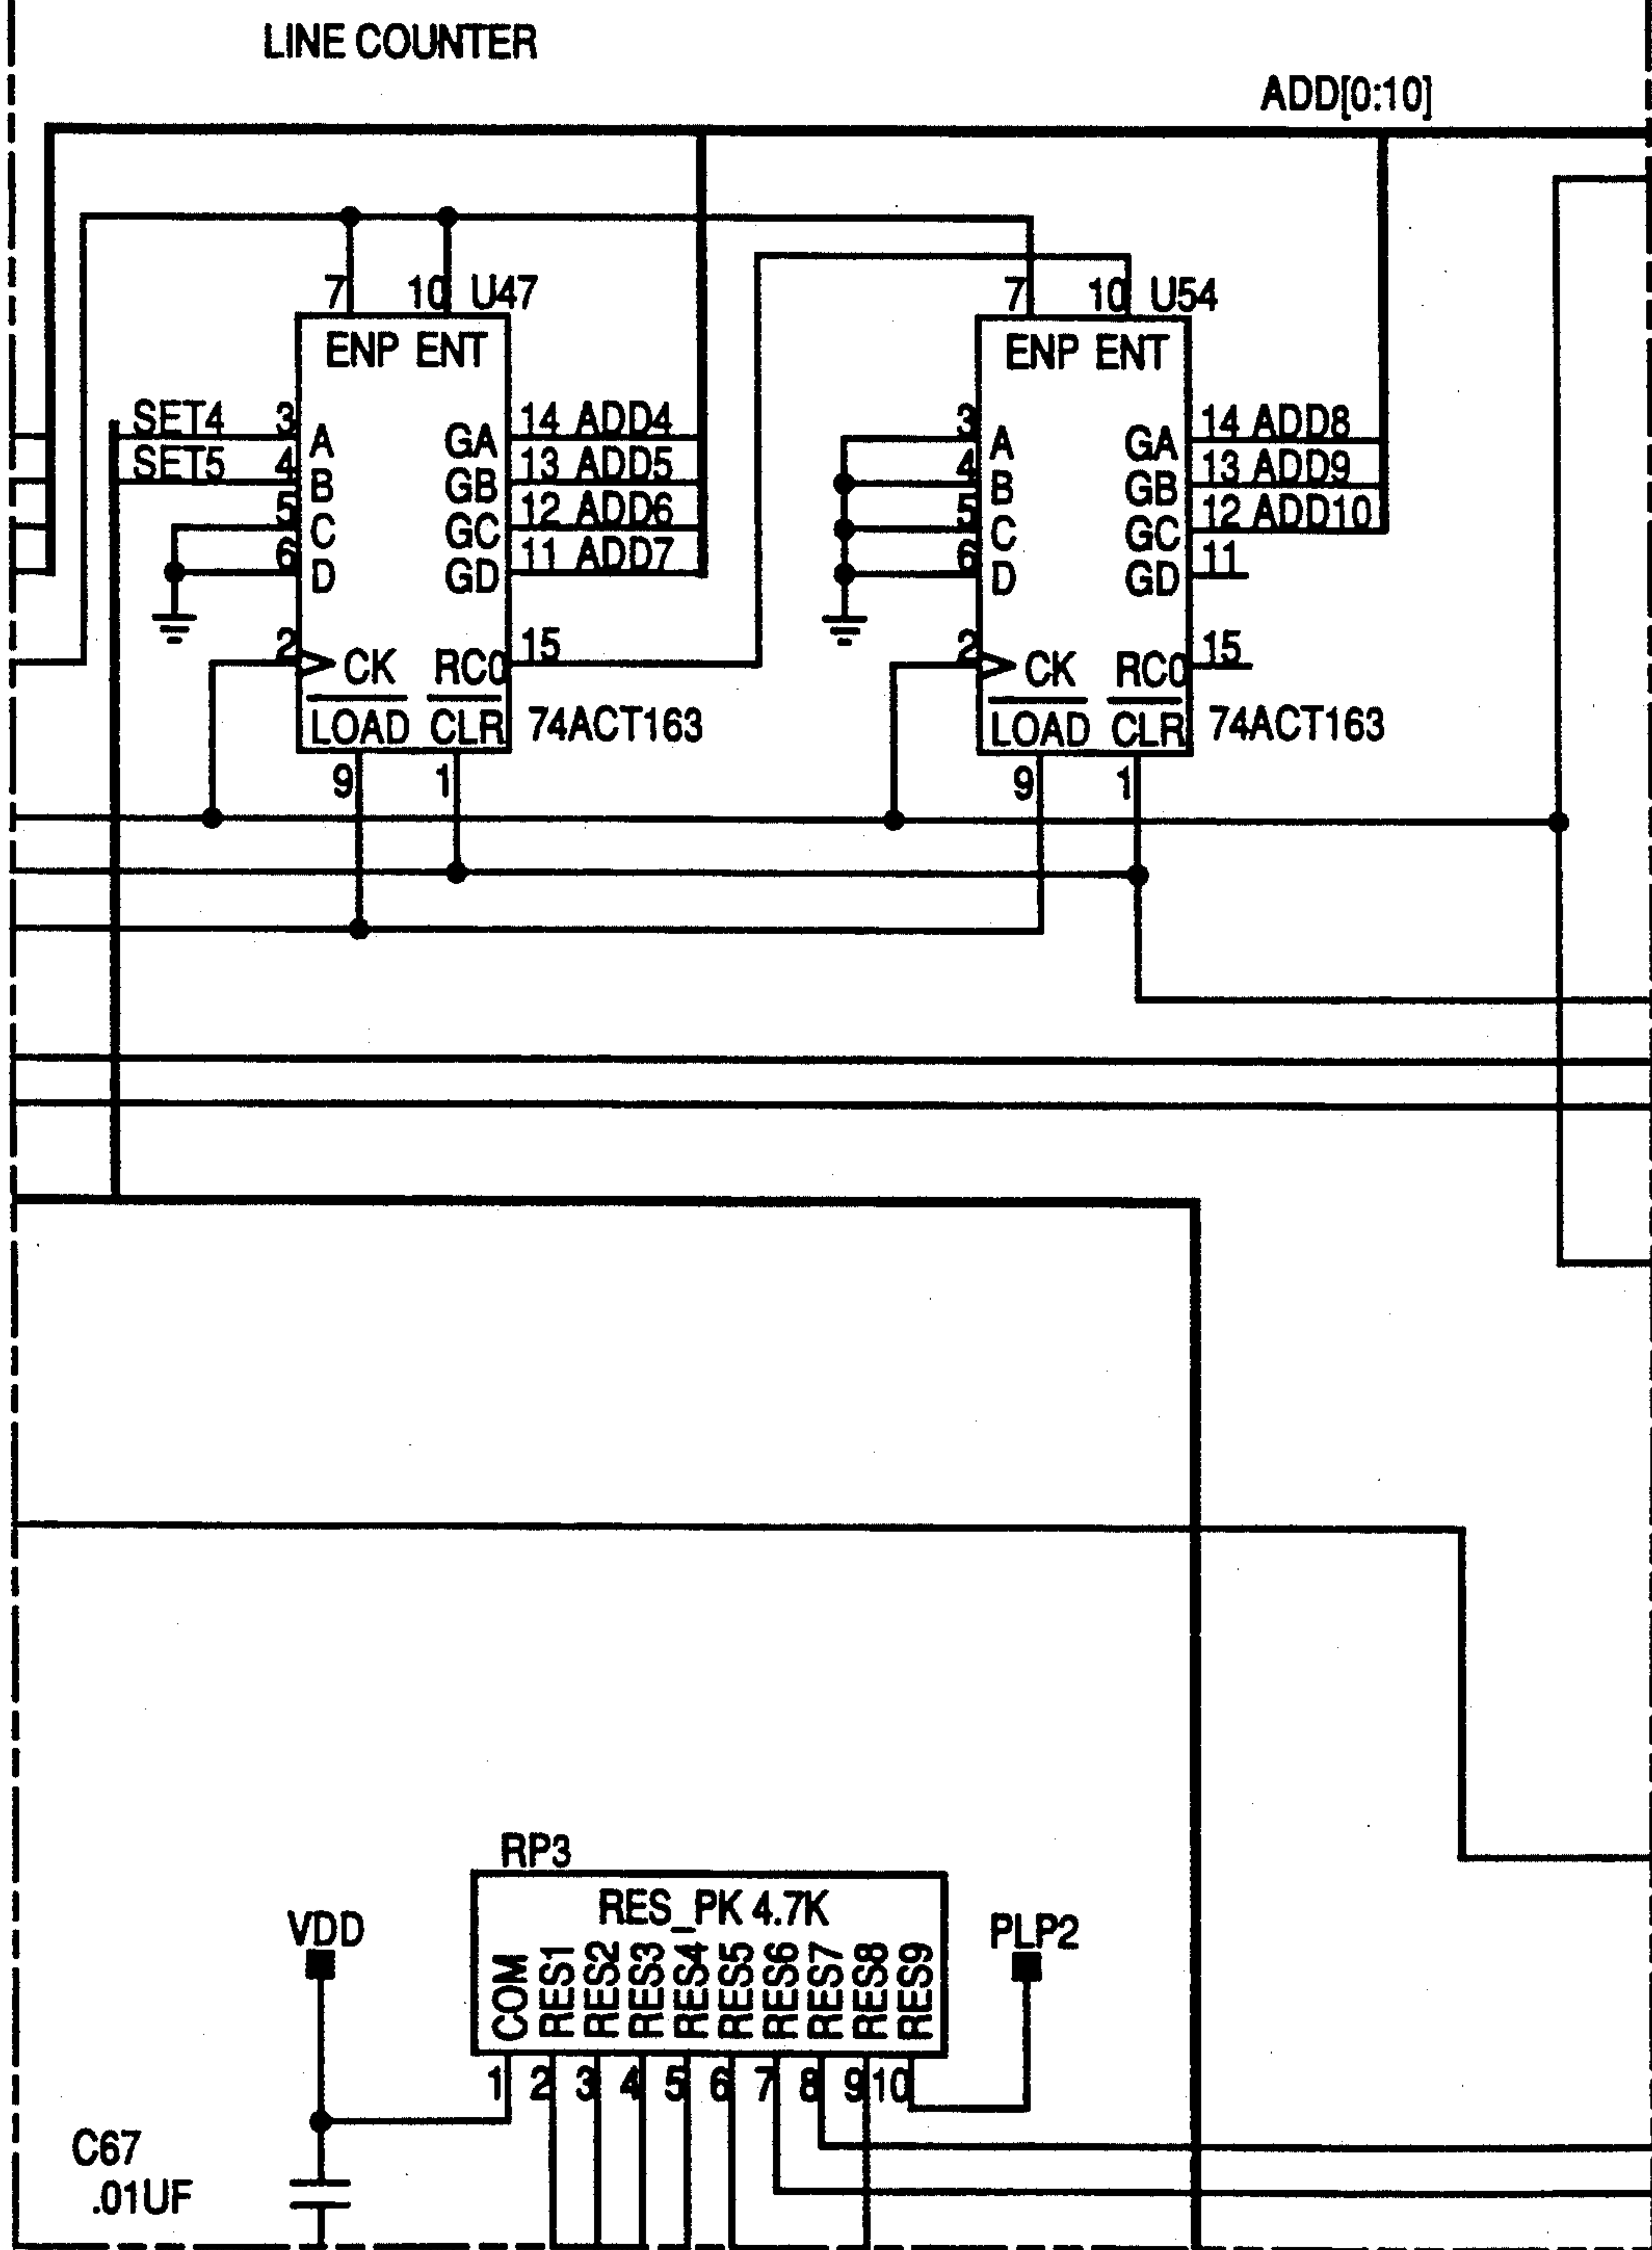 LINE COUNTER
ADD[0:10]
7 10 U47
ENP ENT
SET4 3 A
SET5 4 B
5 C
6 D
2 CK
GA 14 ADD4
GB 13 ADD5
GC 12 ADD6
GD 11 ADD7
RC0 15
LOAD CLR 74ACT163
9 1
7 10 U54
ENP ENT
3 A
4 B
5 C
6 D
2 CK
GA 14 ADD8
GB 13 ADD9
GC 12 ADD10
GD 11
RC0 15
LOAD CLR 74ACT163
9 1
RP3
RES_PK 4.7K
VDD
PLP2
COM
RES1
RES2
RES3
RES4
RES5
RES6
RES7
RES8
RES9
1 2 3 4 5 6 7 8 9 10
C67
.01UF